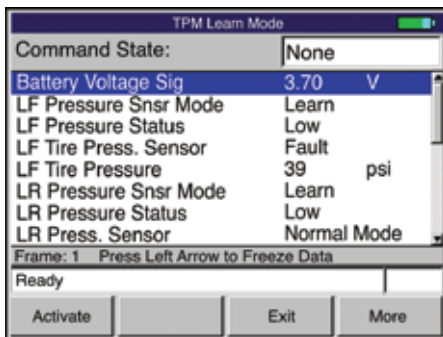 TPM Learn Mode
Command State: None
Battery Voltage Sig 3.70 V
LF Pressure Snsr Mode Learn
LF Pressure Status Low
LF Tire Press. Sensor Fault
LF Tire Pressure 39 psi
LR Pressure Snsr Mode Learn
LR Pressure Status Low
LR Press. Sensor Normal Mode
Frame: 1 Press Left Arrow to Freeze Data
Ready
Activate Exit More